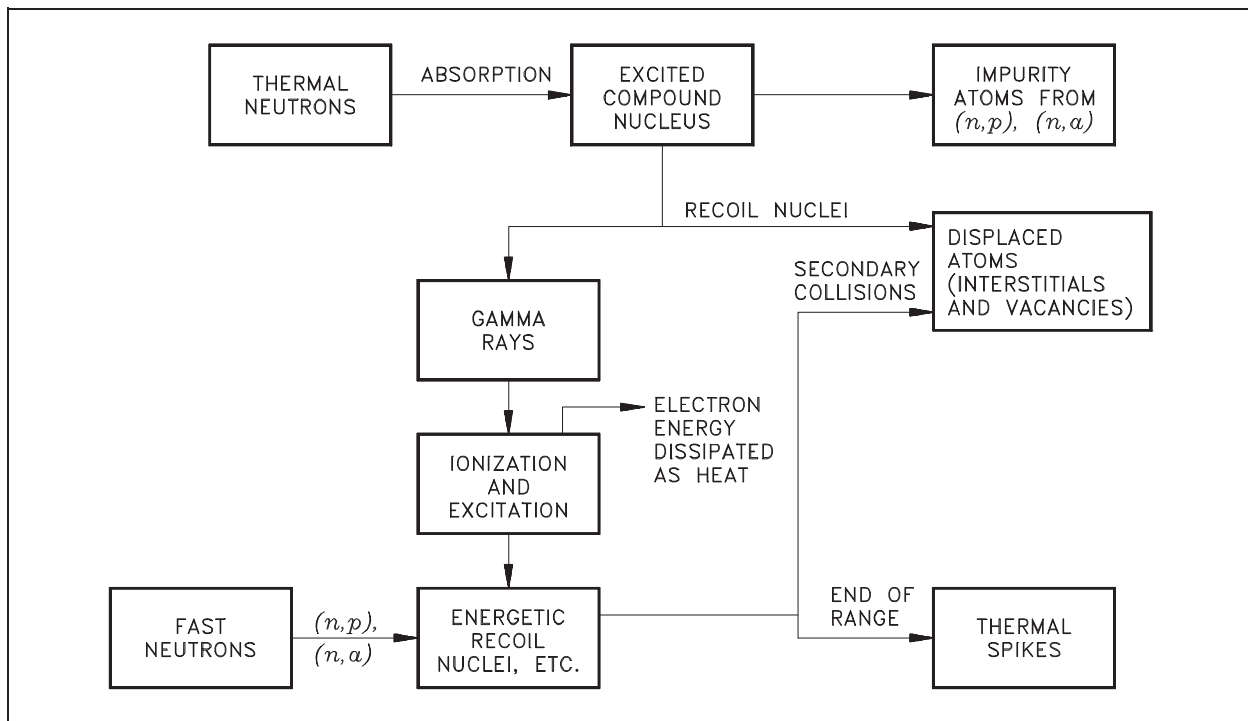 THERMAL
NEUTRONS
ABSORPTION
EXCITED
COMPOUND
NUCLEUS
IMPURITY
ATOMS FROM
(n,p), (n,a)
RECOIL NUCLEI
DISPLACED
ATOMS
(INTERSTITIALS
AND VACANCIES)
SECONDARY
COLLISIONS
GAMMA
RAYS
ELECTRON
ENERGY
DISSIPATED
AS HEAT
IONIZATION
AND
EXCITATION
FAST
NEUTRONS
(n,p),
(n,a)
ENERGETIC
RECOIL
NUCLEI, ETC.
END OF
RANGE
THERMAL
SPIKES